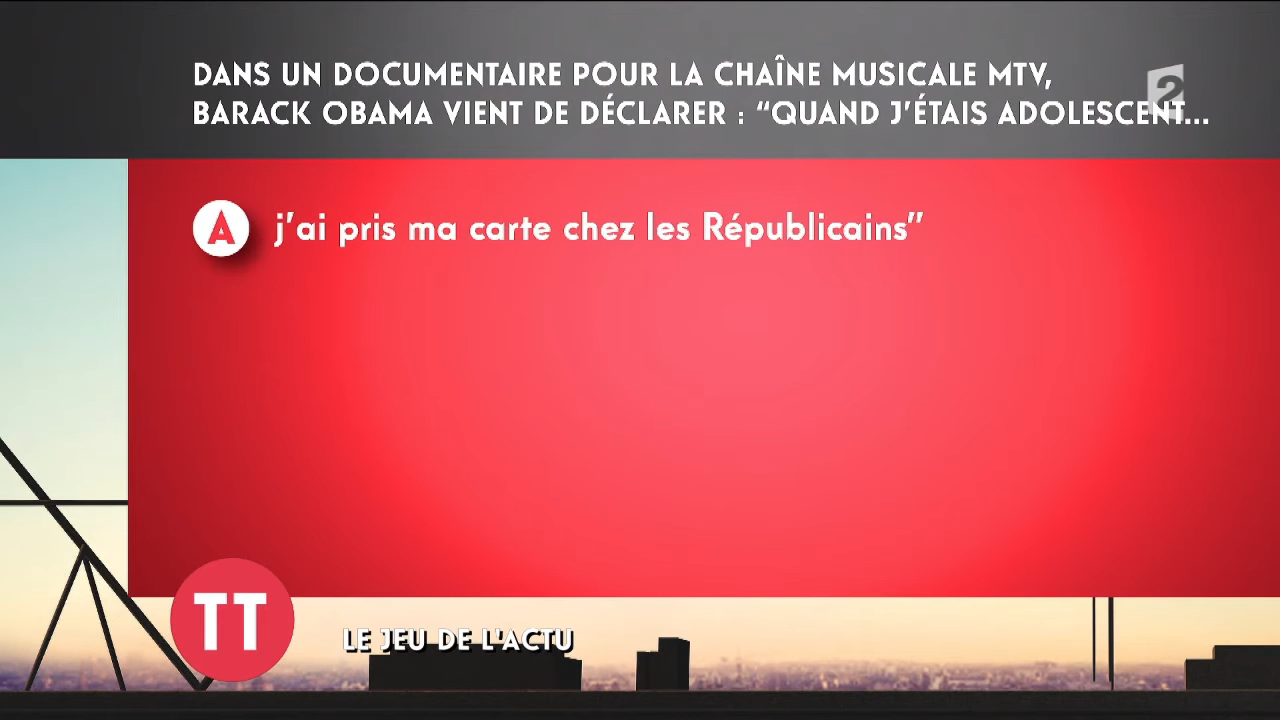 DANS UN DOCUMENTAIRE POUR LA CHAÎNE MUSICALE MTV,
2
BARACK OBAMA VIENT DE DÉCLARER : “QUAND J’ÉTAIS ADOLESCENT...
A j’ai pris ma carte chez les Républicains”
TT
LE JEU DE L'ACTU